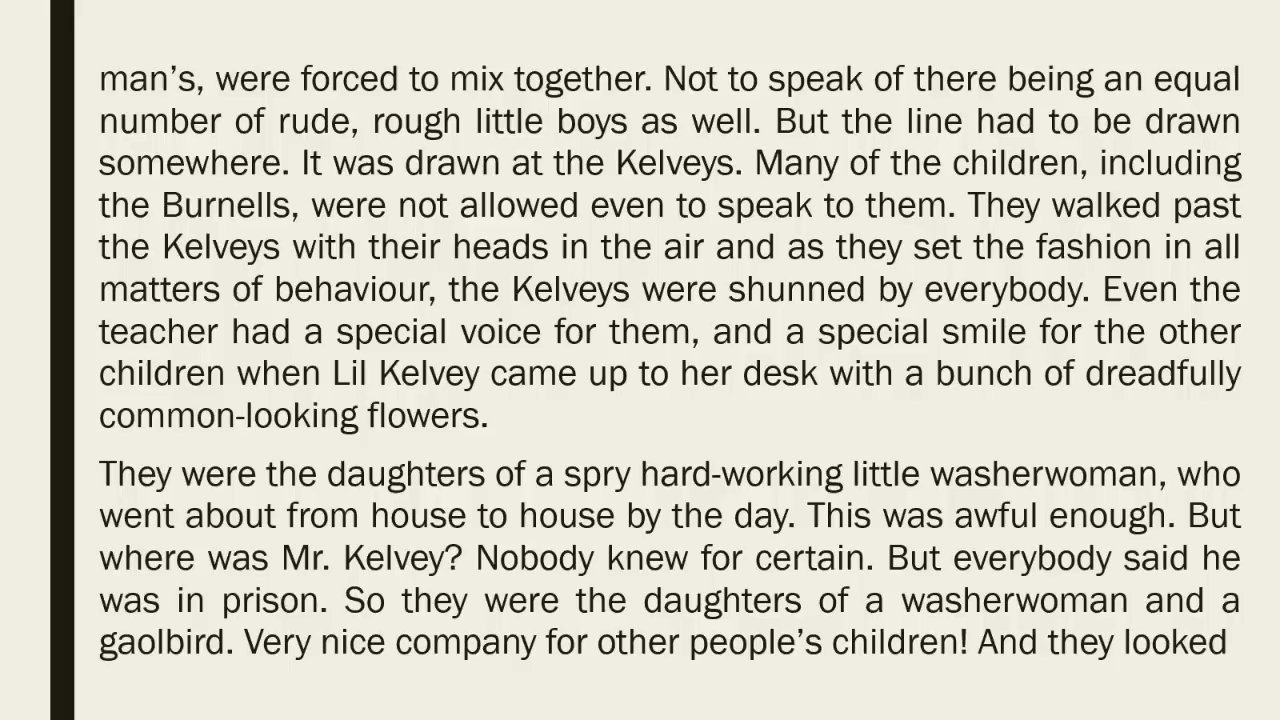 man’s, were forced to mix together. Not to speak of there being an equal
number of rude, rough little boys as well. But the line had to be drawn
somewhere. It was drawn at the Kelveys. Many of the children, including
the Burnells, were not allowed even to speak to them. They walked past
the Kelveys with their heads in the air and as they set the fashion in all
matters of behaviour, the Kelveys were shunned by everybody. Even the
teacher had a special voice for them, and a special smile for the other
children when Lil Kelvey came up to her desk with a bunch of dreadfully
common-looking flowers.
They were the daughters of a spry hard-working little washerwoman, who
went about from house to house by the day. This was awful enough. But
where was Mr. Kelvey? Nobody knew for certain. But everybody said he
was in prison. So they were the daughters of a washerwoman and a
gaolbird. Very nice company for other people’s children! And they looked